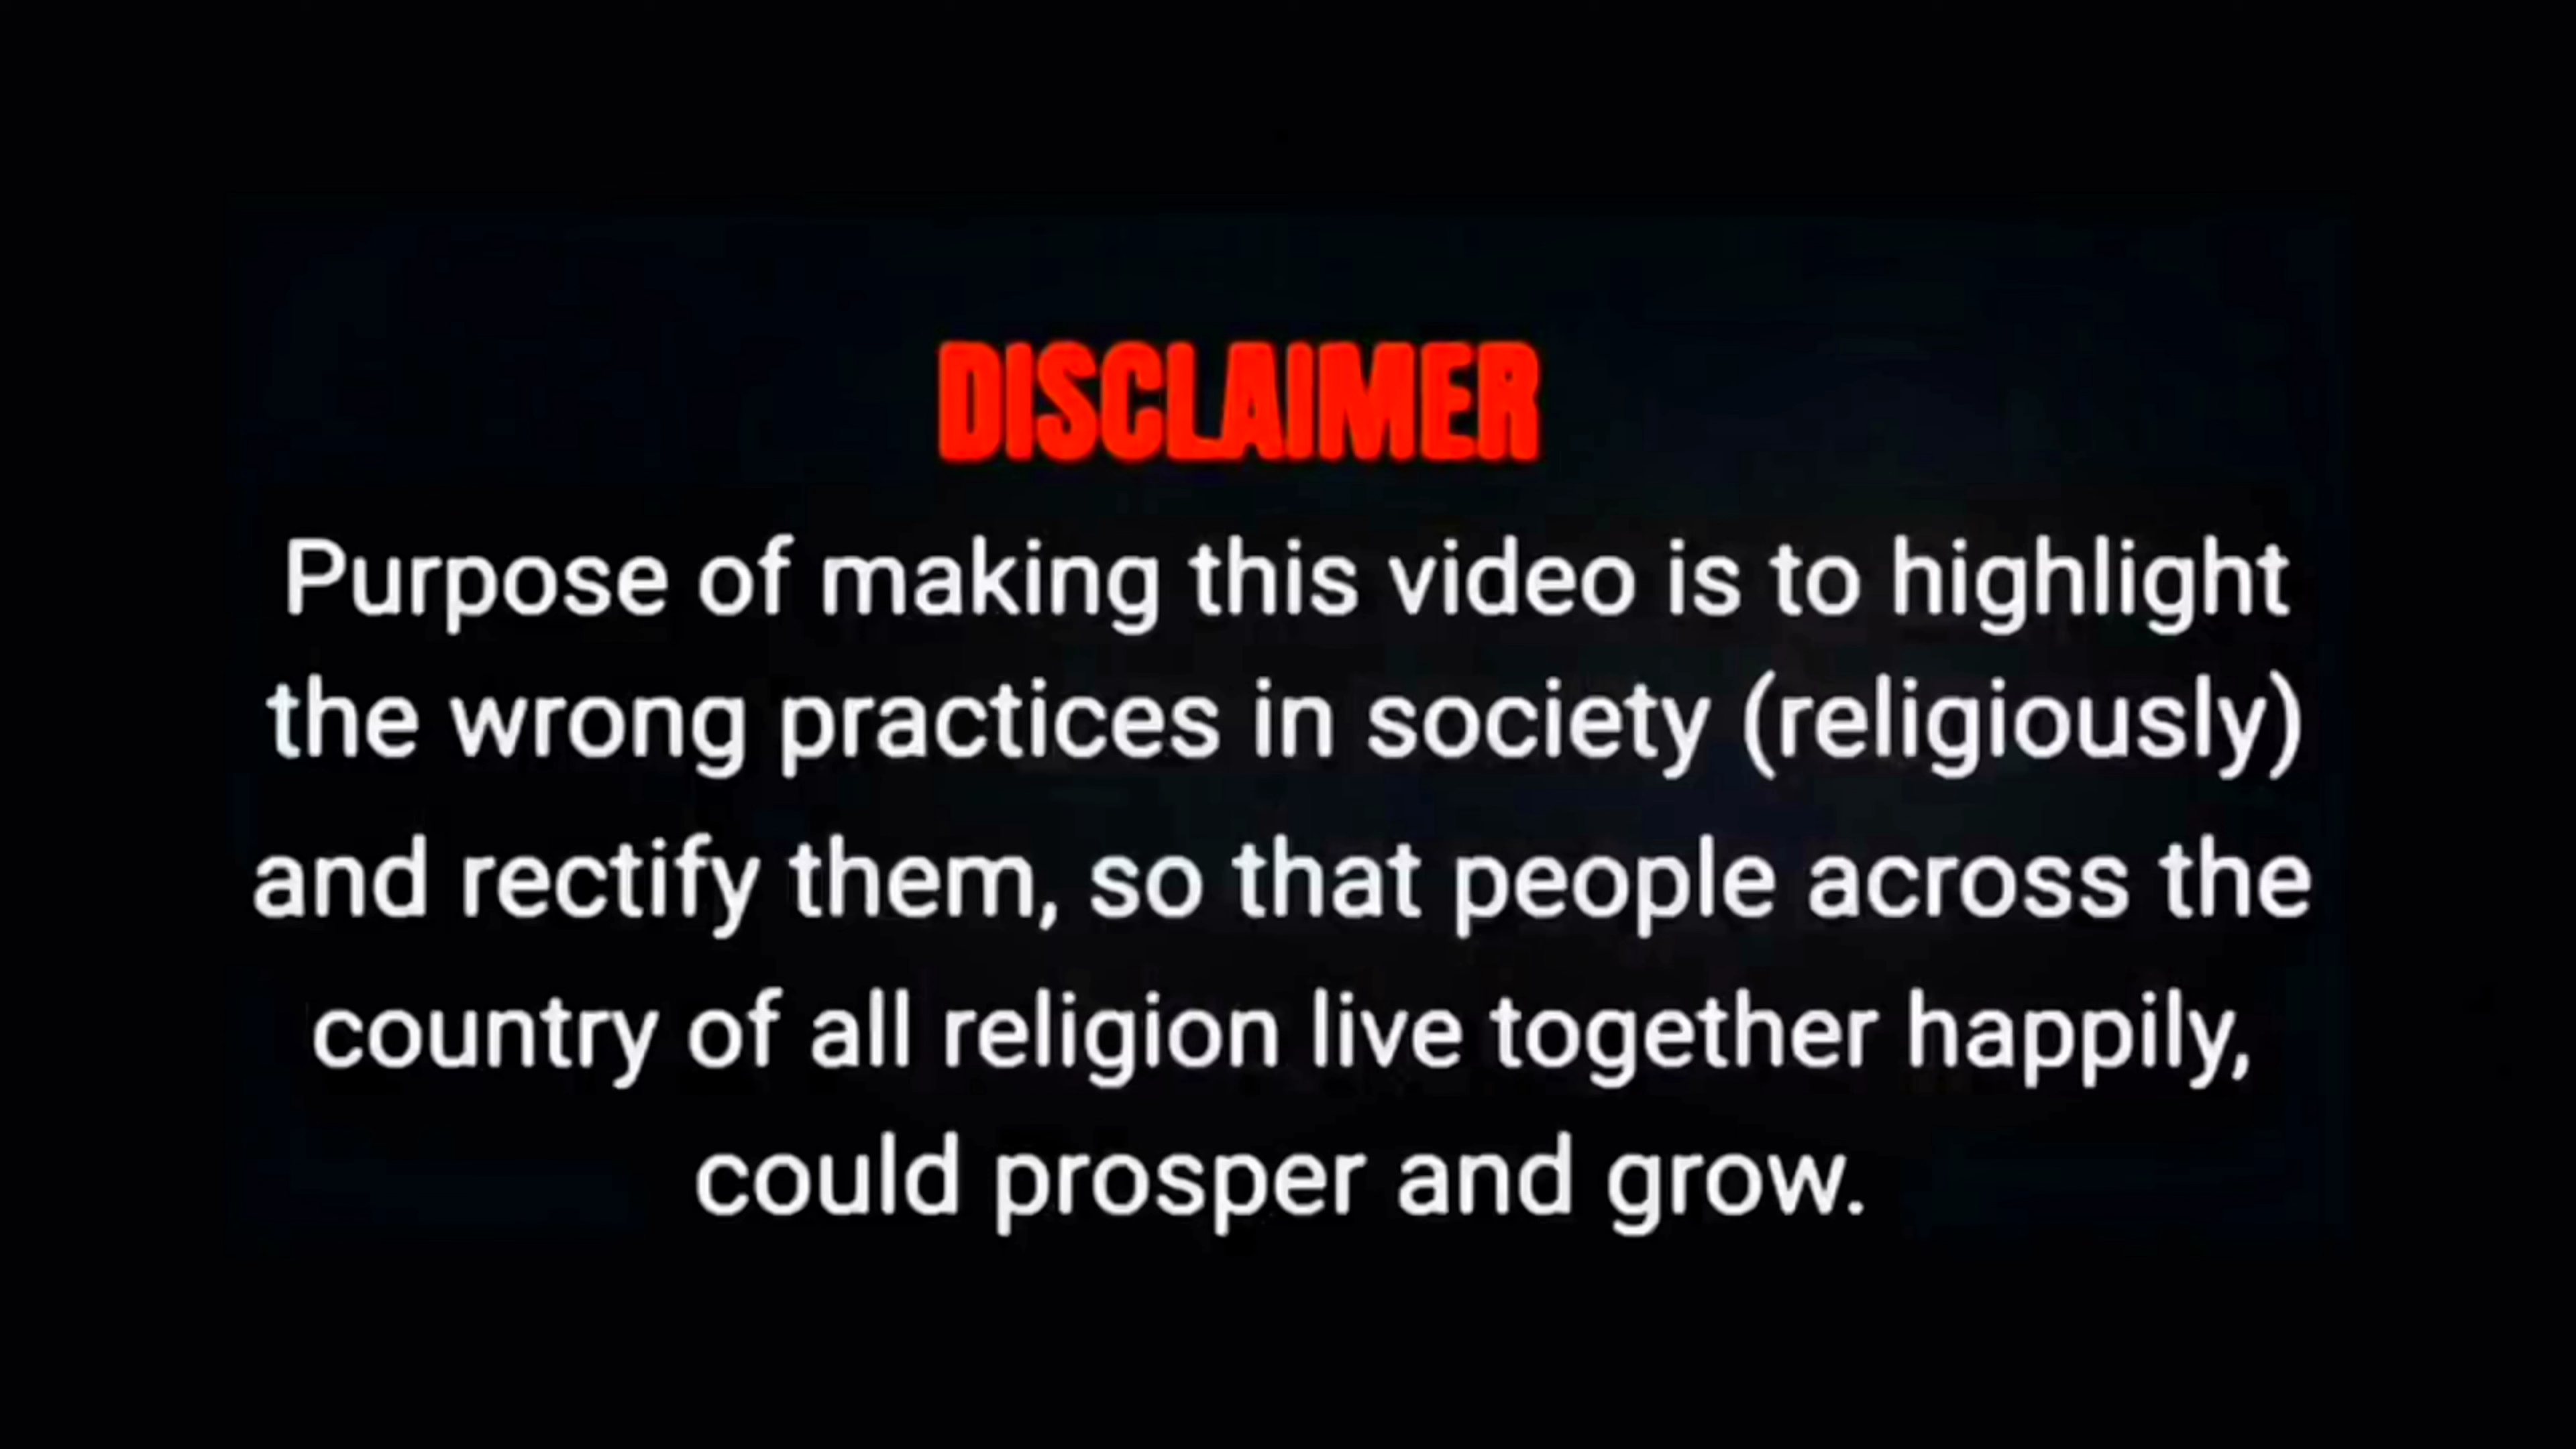 DISCLAIMER
Purpose of making this video is to highlight
the wrong practices in society (religiously)
and rectify them, so that people across the
country of all religion live together happily,
could prosper and grow.